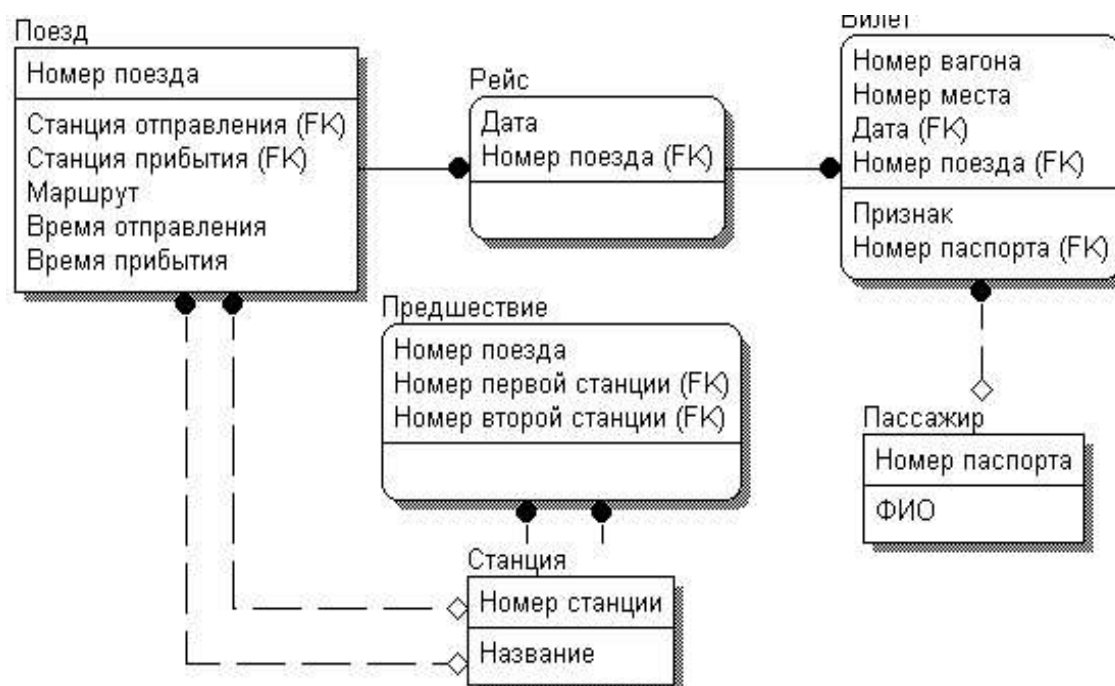 Поезд
Номер поезда
Станция отправления (FK)
Станция прибытия (FK)
Маршрут
Время отправления
Время прибытия
Рейс
Дата
Номер поезда (FK)
Билет
Номер вагона
Номер места
Дата (FK)
Номер поезда (FK)
Признак
Номер паспорта (FK)
Предшествие
Номер поезда
Номер первой станции (FK)
Номер второй станции (FK)
Пассажир
Номер паспорта
ФИО
Станция
Номер станции
Название